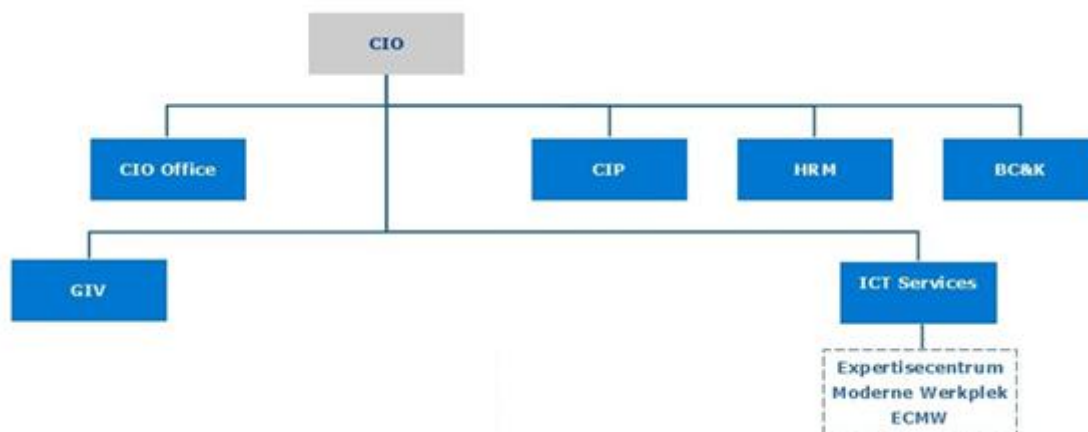 CIO
CIO Office
CIP
HRM
BC&K
GIV
ICT Services
Expertisecentrum
Moderne Werkplek
ECMW